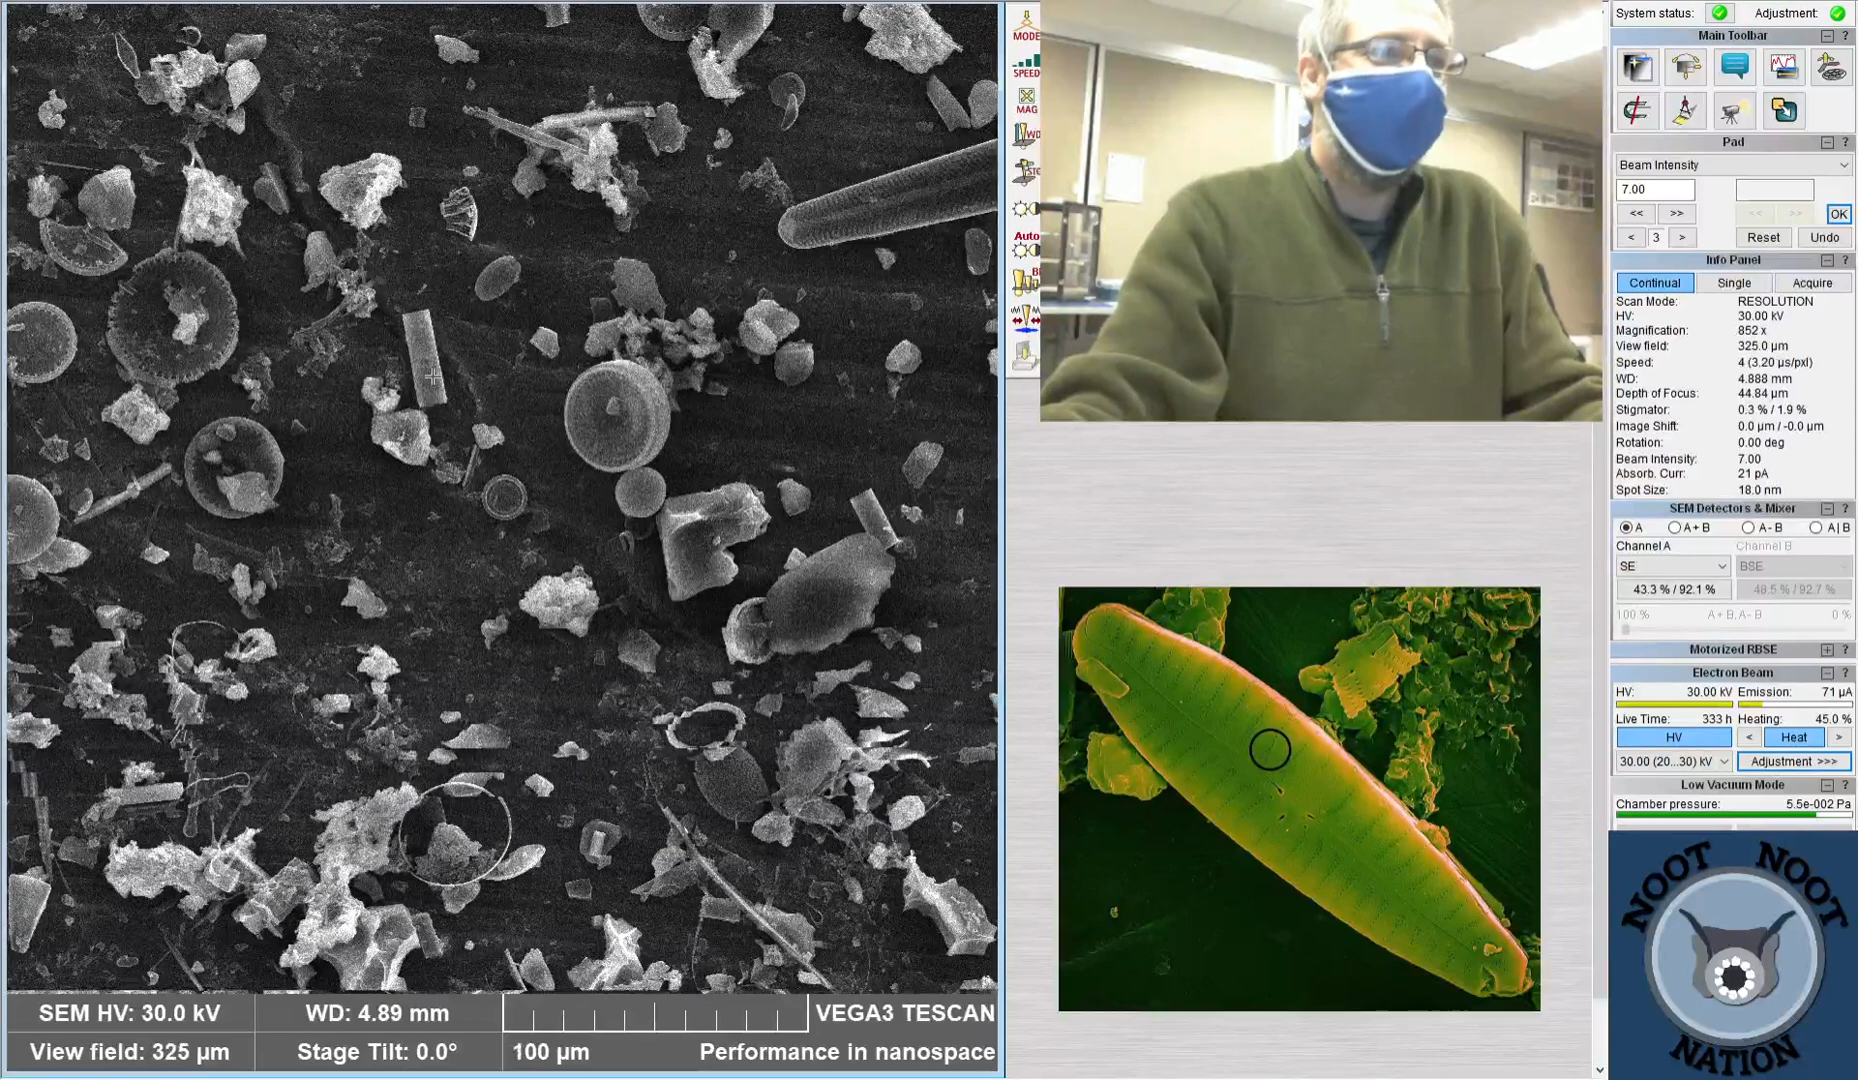 MODE
SPEED
MAG
WD
Auto
System status:
Adjustment:
Main Toolbar
?
Pad
?
Beam Intensity
7.00
<<
>>
<<
>>
OK
<
3
>
Reset
Undo
Info Panel
?
Continual
Single
Acquire
Scan Mode: RESOLUTION
HV: 30.00 kV
Magnification: 852 x
View field: 325.0 µm
Speed: 4 (3.20 µs/pxl)
WD: 4.888 mm
Depth of Focus: 44.84 µm
Stigmator: 0.3 % / 1.9 %
Image Shift: 0.0 µm / -0.0 µm
Rotation: 0.00 deg
Beam Intensity: 7.00
Absorb. Curr: 21 pA
Spot Size: 18.0 nm
SEM Detectors & Mixer
?
A
A + B
A - B
A | B
Channel A
Channel B
SE
BSE
43.3 % / 92.1 %
48.5 % / 92.7 %
100 %
A + B, A - B
0 %
Motorized RBSE
?
Electron Beam
?
HV: 30.00 kV
Emission: 71 µA
Live Time: 333 h
Heating: 45.0 %
HV
<
Heat
>
30.00 (20...30) kV
Adjustment >>>
Low Vacuum Mode
?
Chamber pressure: 5.5e-002 Pa
NOOT NOOT
NATION
SEM HV: 30.0 kV
WD: 4.89 mm
VEGA3 TESCAN
View field: 325 µm
Stage Tilt: 0.0°
100 µm
Performance in nanospace